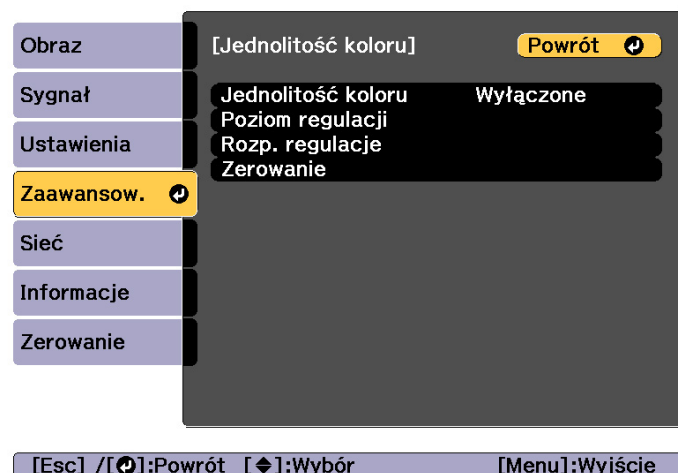 Obraz
Sygnał
Ustawienia
Zaawansow.
Sieć
Informacje
Zerowanie
[Jednolitość koloru] Powrót
Jednolitość koloru Wyłączone
Poziom regulacji
Rozp. regulacje
Zerowanie
[Esc] /[ ]:Powrót [ ]:Wybór [Menu]:Wyjście